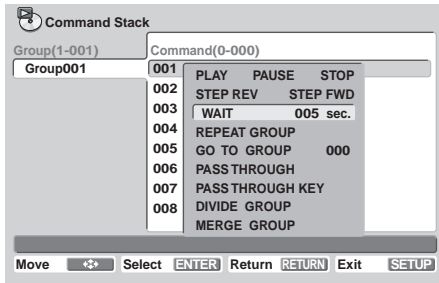 Command Stack
Group(1-001) Command(0-000)
Group001
001
002
003
004
005
006
007
008
PLAY PAUSE STOP
STEP REV STEP FWD
WAIT 005 sec.
REPEAT GROUP
GO TO GROUP 000
PASS THROUGH
PASS THROUGH KEY
DIVIDE GROUP
MERGE GROUP
Move Select ENTER Return RETURN Exit SETUP